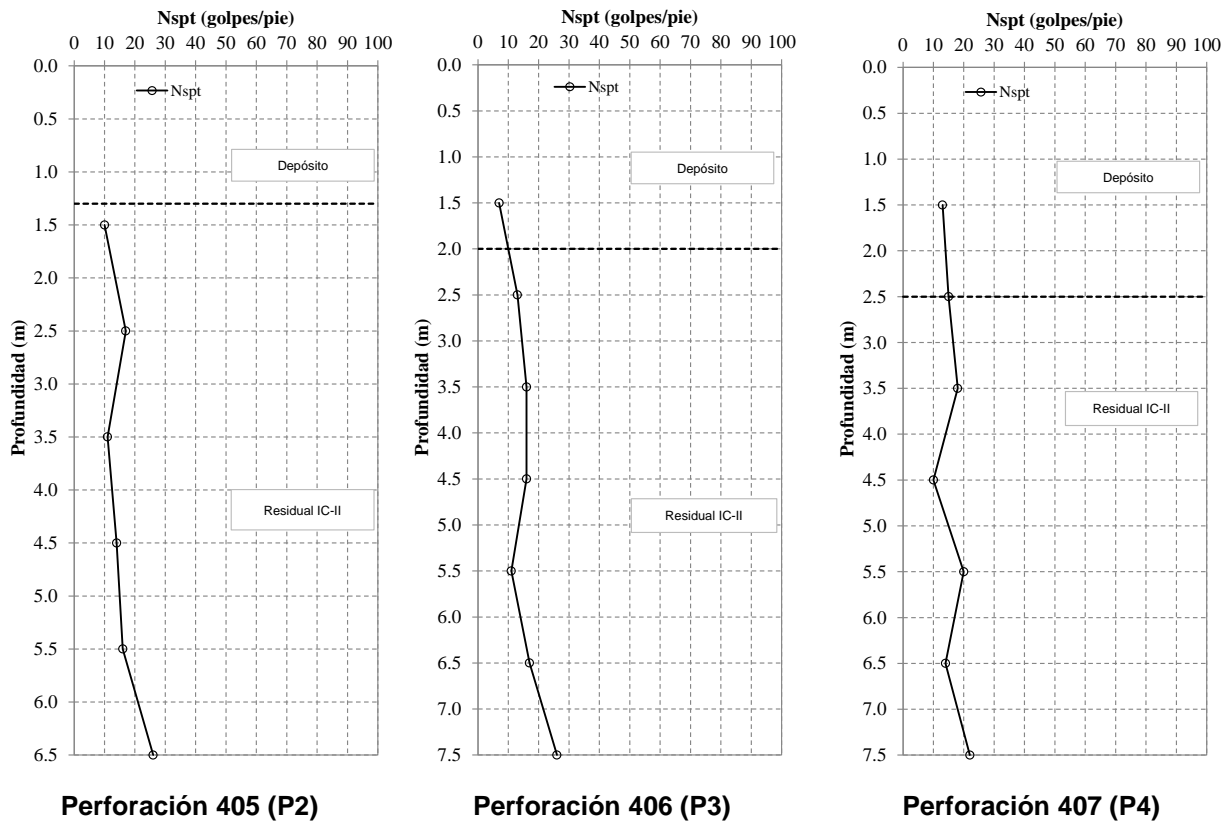 Nspt (golpes/pie)
0 10 20 30 40 50 60 70 80 90 100
0.0
0.5
1.0
1.5
2.0
2.5
3.0
3.5
4.0
4.5
5.0
5.5
6.0
6.5
Profundidad (m)
Nspt
Depósito
Residual IC-II
Perforación 405 (P2)
Nspt (golpes/pie)
0 10 20 30 40 50 60 70 80 90 100
0.0
0.5
1.0
1.5
2.0
2.5
3.0
3.5
4.0
4.5
5.0
5.5
6.0
6.5
7.0
7.5
Profundidad (m)
Nspt
Depósito
Residual IC-II
Perforación 406 (P3)
Nspt (golpes/pie)
0 10 20 30 40 50 60 70 80 90 100
0.0
0.5
1.0
1.5
2.0
2.5
3.0
3.5
4.0
4.5
5.0
5.5
6.0
6.5
7.0
7.5
Profundidad (m)
Nspt
Depósito
Residual IC-II
Perforación 407 (P4)